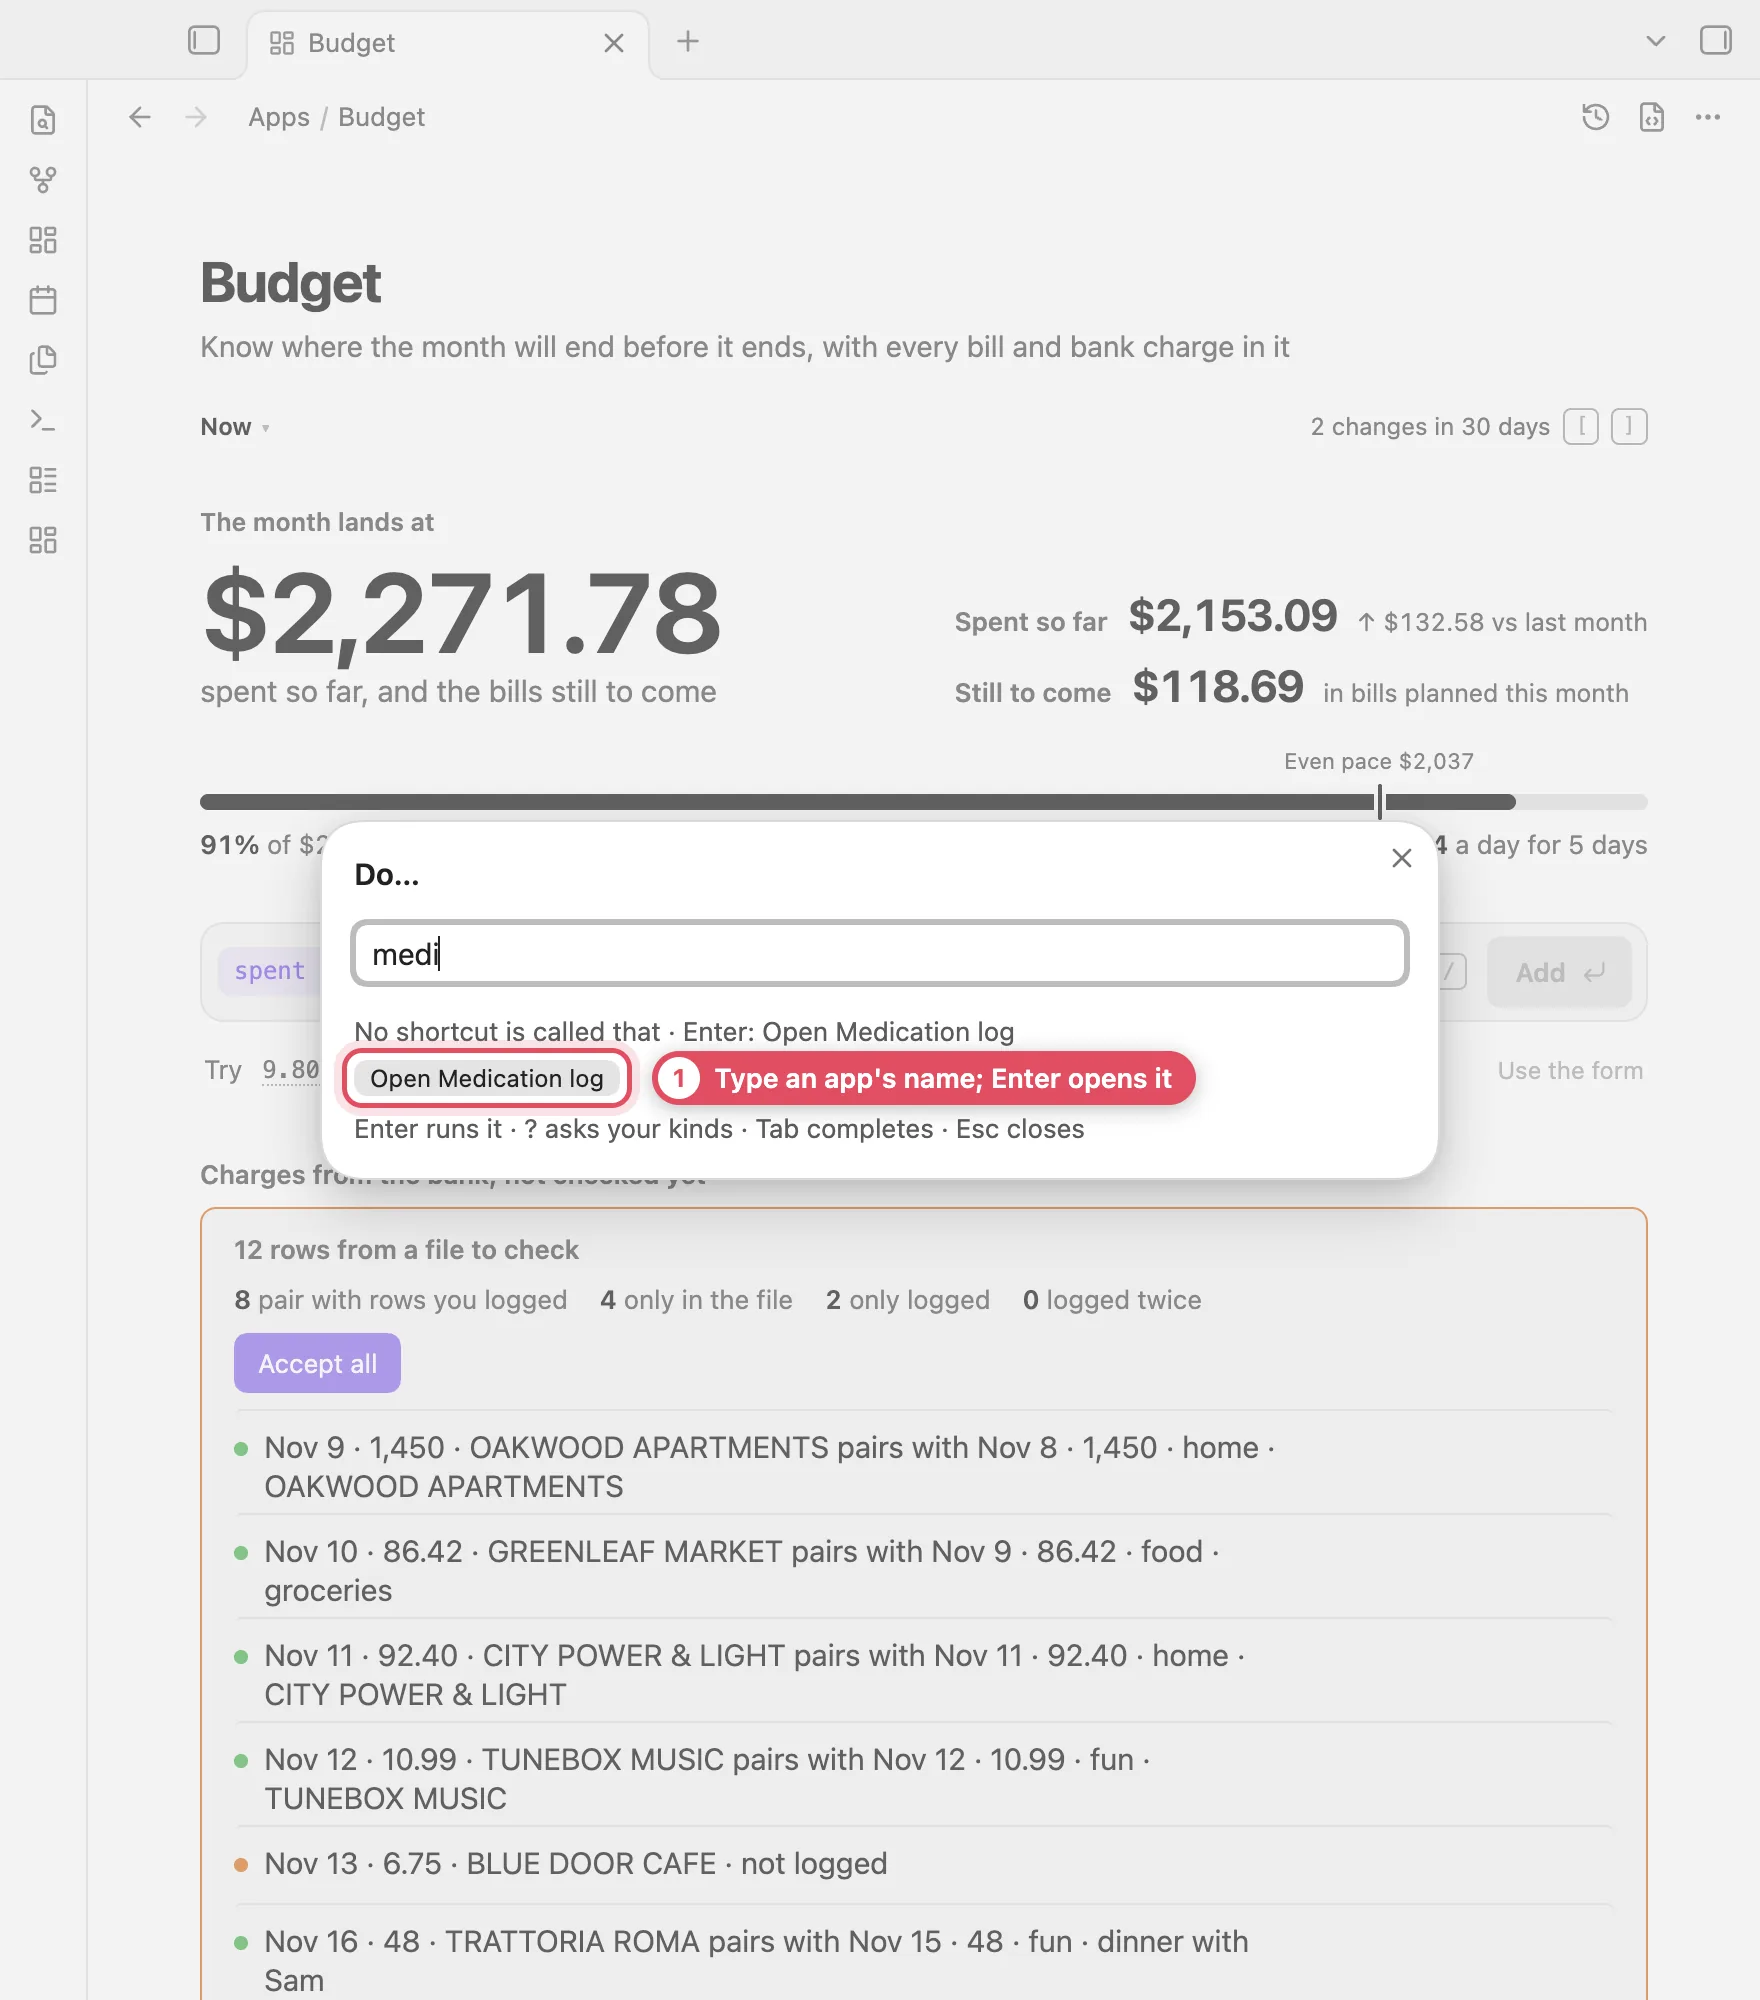 Budget
Apps / Budget
Budget
Know where the month will end before it ends, with every bill and bank charge in it
Now
2 changes in 30 days [ ]
The month lands at
$2,271.78
spent so far, and the bills still to come
Spent so far $2,153.09 ↑ $132.58 vs last month
Still to come $118.69 in bills planned this month
Even pace $2,037
91% of $2
4 a day for 5 days
Do...
medi
spent
/
Add
No shortcut is called that · Enter: Open Medication log
Try 9.80
Open Medication log
1 Type an app's name; Enter opens it
Use the form
Enter runs it · ? asks your kinds · Tab completes · Esc closes
Charges from the bank, not checked yet
12 rows from a file to check
8 pair with rows you logged 4 only in the file 2 only logged 0 logged twice
Accept all
Nov 9 · 1,450 · OAKWOOD APARTMENTS pairs with Nov 8 · 1,450 · home ·
OAKWOOD APARTMENTS
Nov 10 · 86.42 · GREENLEAF MARKET pairs with Nov 9 · 86.42 · food ·
groceries
Nov 11 · 92.40 · CITY POWER & LIGHT pairs with Nov 11 · 92.40 · home ·
CITY POWER & LIGHT
Nov 12 · 10.99 · TUNEBOX MUSIC pairs with Nov 12 · 10.99 · fun ·
TUNEBOX MUSIC
Nov 13 · 6.75 · BLUE DOOR CAFE · not logged
Nov 16 · 48 · TRATTORIA ROMA pairs with Nov 15 · 48 · fun · dinner with
Sam